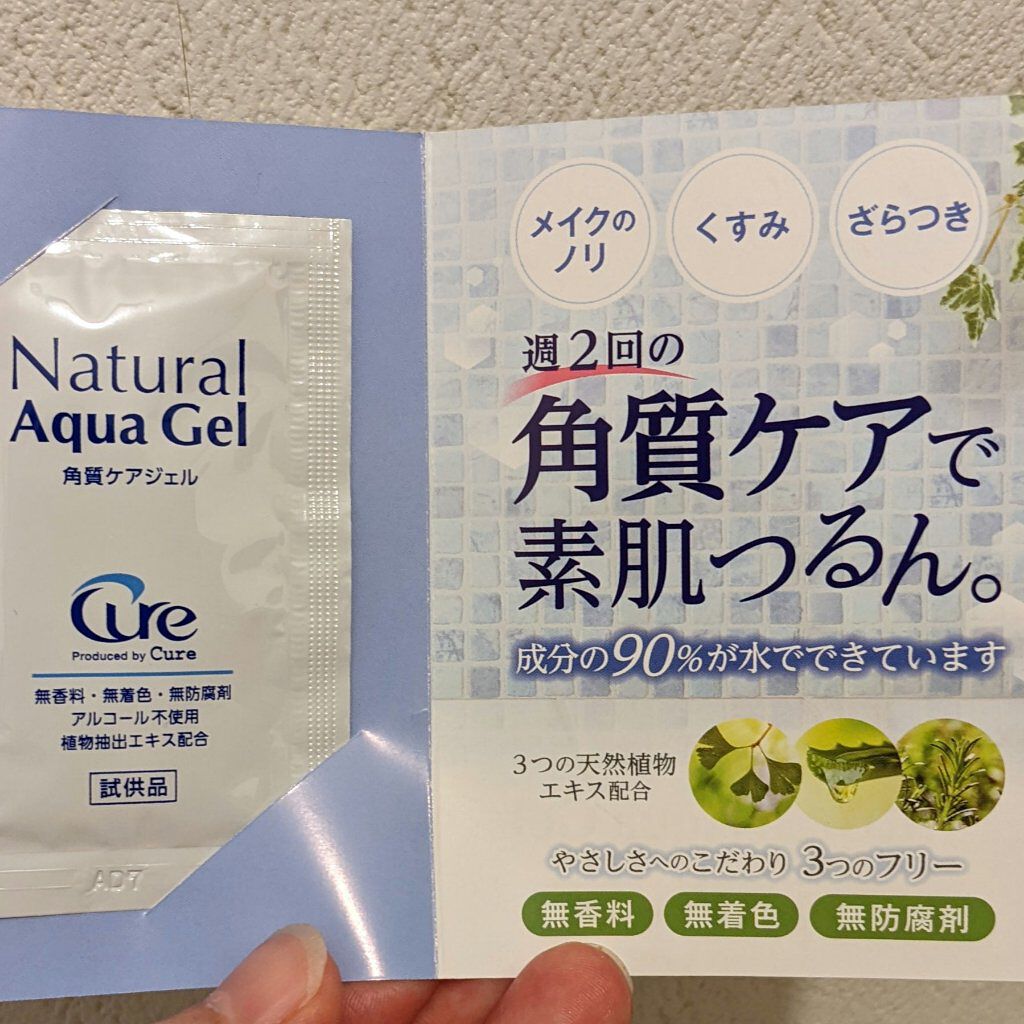 Natural
Aqua Gel
角質ケアジェル
Cure
Produced by Cure
無香料・無着色・無防腐剤
アルコール不使用
植物抽出エキス配合
試供品
メイクの
ノリ
くすみ
ざらつき
週2回の
角質ケアで
素肌つるん。
成分の90%が水でできています
3つの天然植物
エキス配合
やさしさへのこだわり 3つのフリー
無香料 無着色 無防腐剤